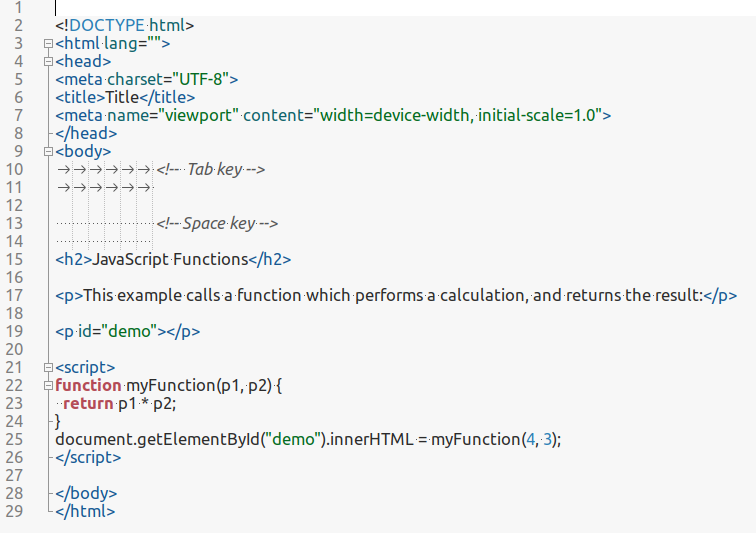 1
2 <!DOCTYPE html>
3 <html lang="">
4 <head>
5 <meta charset="UTF-8">
6 <title>Title</title>
7 <meta name="viewport" content="width=device-width, initial-scale=1.0">
8 </head>
9 <body>
10 →→→→→→<!-- Tab key -->
11 →→→→→→
12
13 <!-- Space key -->
14
15 <h2>JavaScript Functions</h2>
16
17 <p>This example calls a function which performs a calculation, and returns the result:</p>
18
19 <p id="demo"></p>
20
21 <script>
22 function myFunction(p1, p2) {
23   return p1 * p2;
24 }
25 document.getElementById("demo").innerHTML = myFunction(4, 3);
26 </script>
27
28 </body>
29 </html>